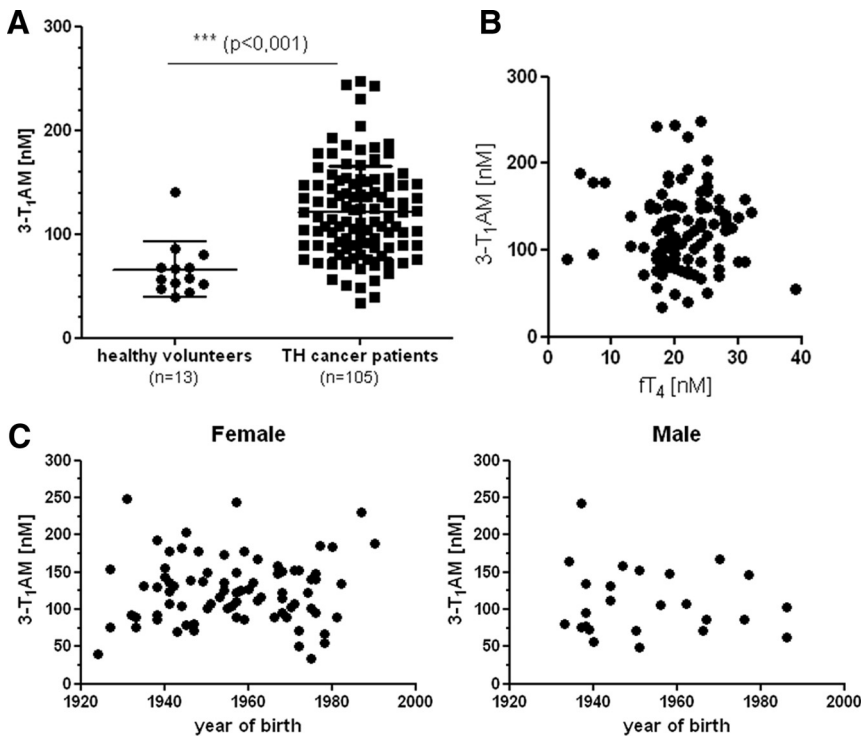 A
300
200
100
0
3-T1AM [nM]
*** (p<0,001)
healthy volunteers
(n=13)
TH cancer patients
(n=105)
B
300
200
100
0
3-T1AM [nM]
0 10 20 30 40
fT4 [nM]
C
Female
300
250
200
150
100
50
0
3-T1AM [nM]
1920 1940 1960 1980 2000
year of birth
Male
300
250
200
150
100
50
0
3-T1AM [nM]
1920 1940 1960 1980 2000
year of birth